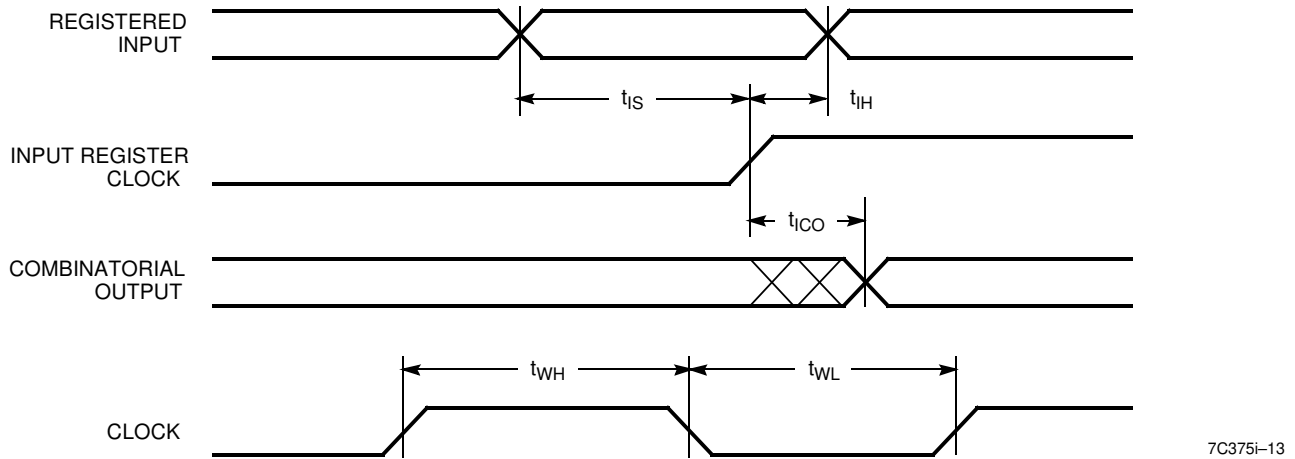 REGISTERED
INPUT
tIS
tIH
INPUT REGISTER
CLOCK
tICO
COMBINATORIAL
OUTPUT
tWH
tWL
CLOCK
7C375i–13